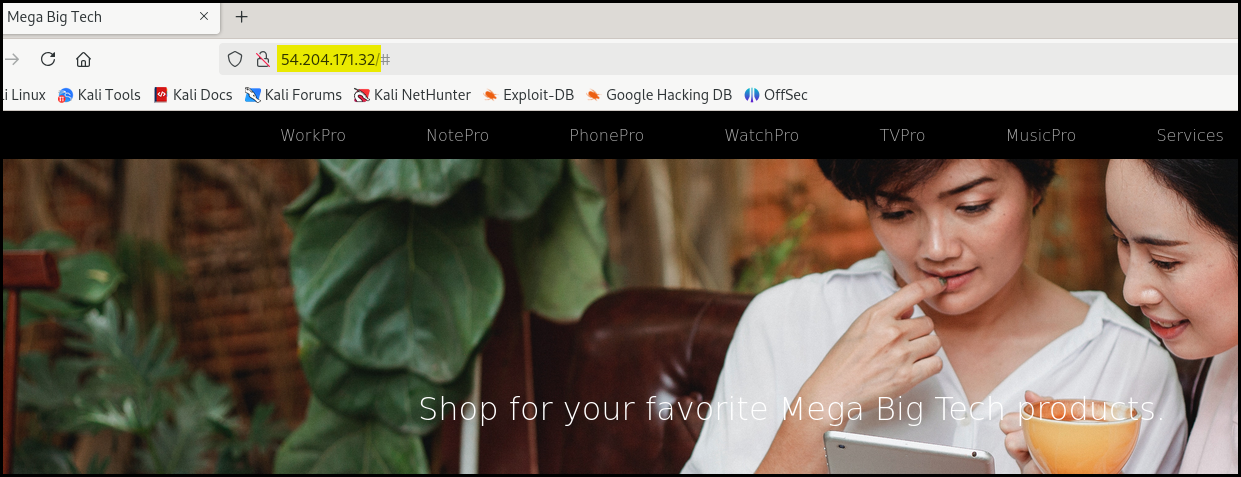 Mega Big Tech
54.204.171.32/#
li Linux Kali Tools Kali Docs Kali Forums Kali NetHunter Exploit-DB Google Hacking DB OffSec
WorkPro NotePro PhonePro WatchPro TVPro MusicPro Services
Shop for your favorite Mega Big Tech products.